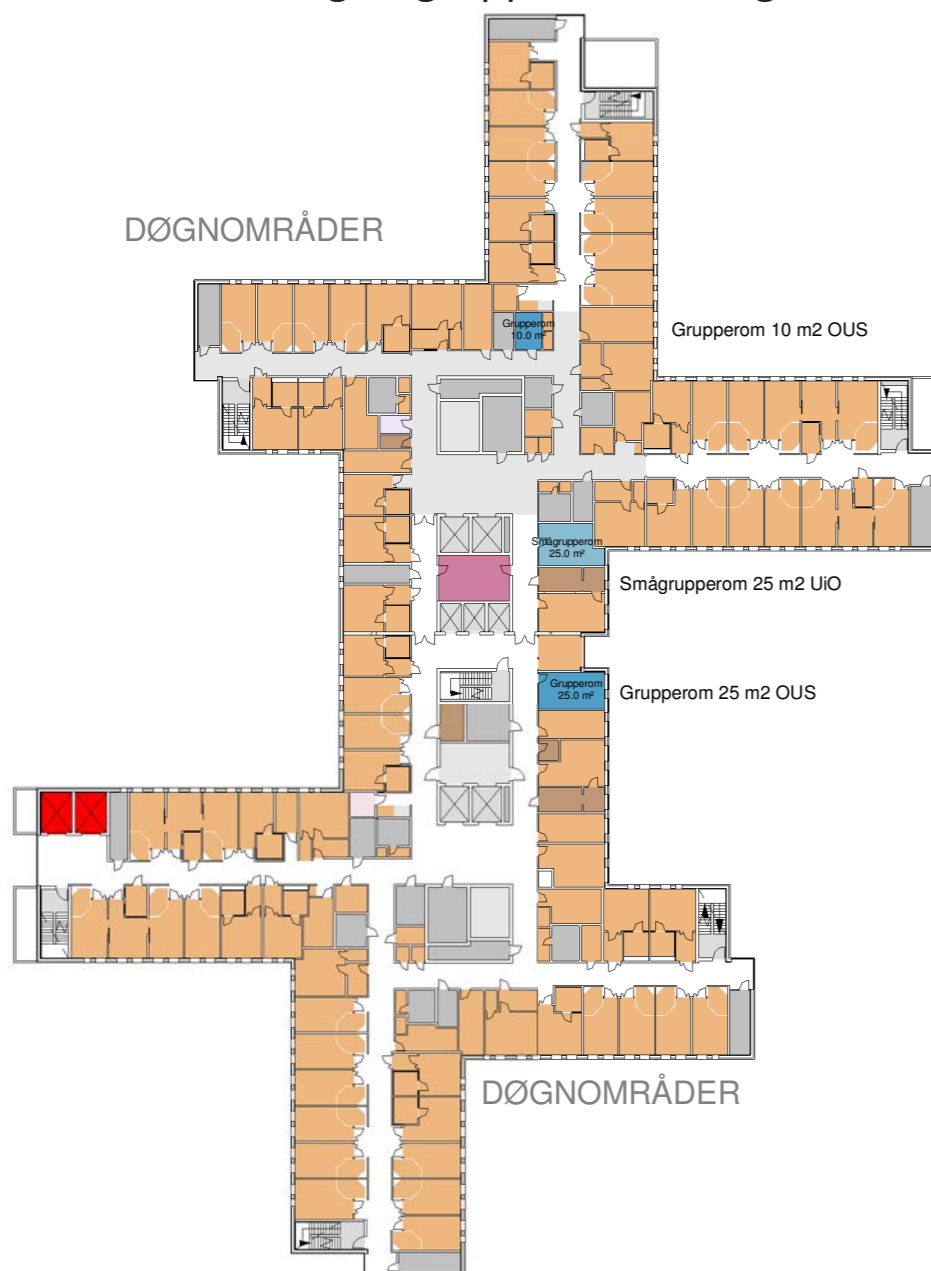 DØGNOMRÅDER
Grupperom
10.0 m²
Grupperom 10 m2 OUS
Smågrupperom
25.0 m²
Smågrupperom 25 m2 UiO
Grupperom
25.0 m²
Grupperom 25 m2 OUS
DØGNOMRÅDER